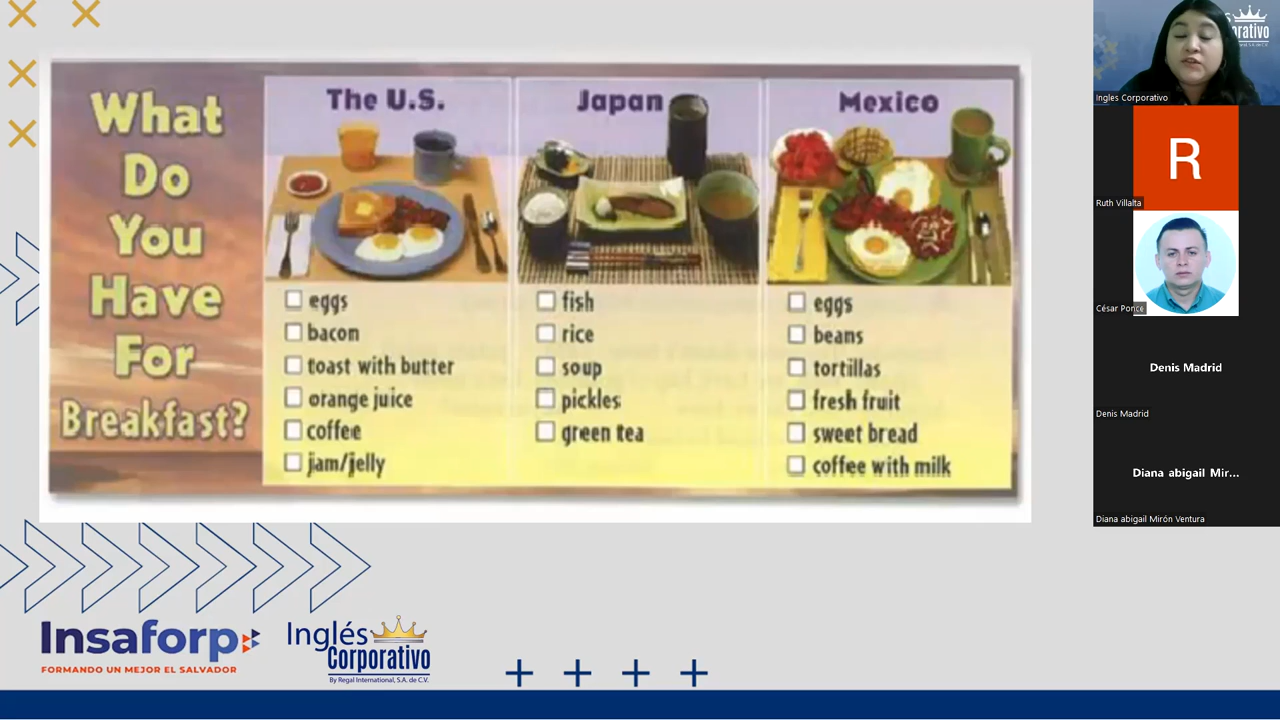 What
Do
You
Have
For
Breakfast?
The U.S.
eggs
bacon
toast with butter
orange juice
coffee
jam/jelly
Japan
fish
rice
soup
pickles
green tea
Mexico
eggs
beans
tortillas
fresh fruit
sweet bread
coffee with milk
Insaforp
FORMANDO UN MEJOR EL SALVADOR
Inglés
Corporativo
By Regal International, S.A. de C.V.
Ingles Corporativo
R
Ruth Villalta
César Ponce
Denis Madrid
Denis Madrid
Diana abigail Mir...
Diana abigail Mirón Ventura